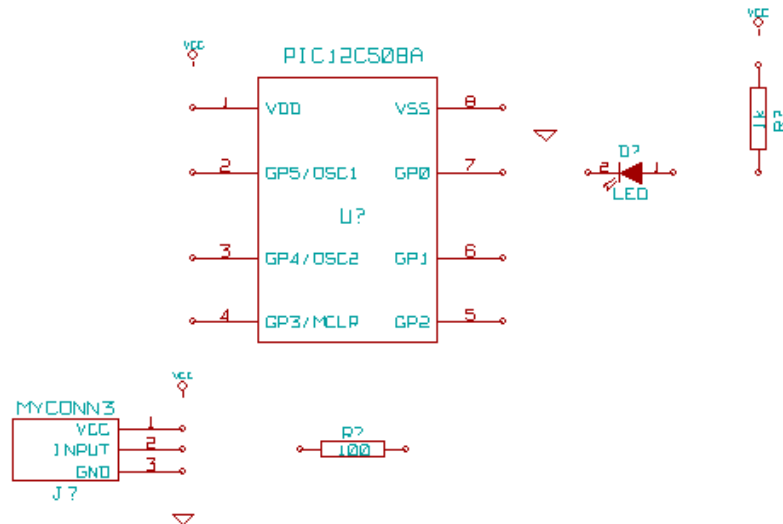 VCC
VCC
PIC12C508A
1 VDD VSS 8
2 GP5/OSC1 GP0 7
U?
3 GP4/OSC2 GP1 6
4 GP3/MCLR GP2 5
D?
2 1
LED
1k
R?
VCC
MYCONN3
VCC 1
INPUT 2
GND 3
J?
R?
100